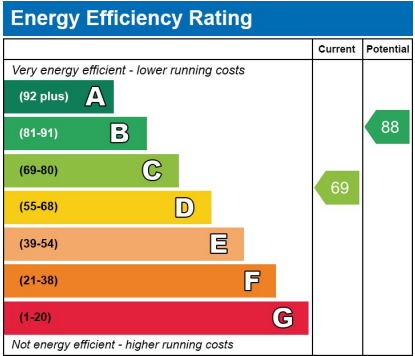 Energy Efficiency Rating
Current Potential
Very energy efficient - lower running costs
(92 plus) A
(81-91) B
88
(69-80) C
69
(55-68) D
(39-54) E
(21-38) F
(1-20) G
Not energy efficient - higher running costs